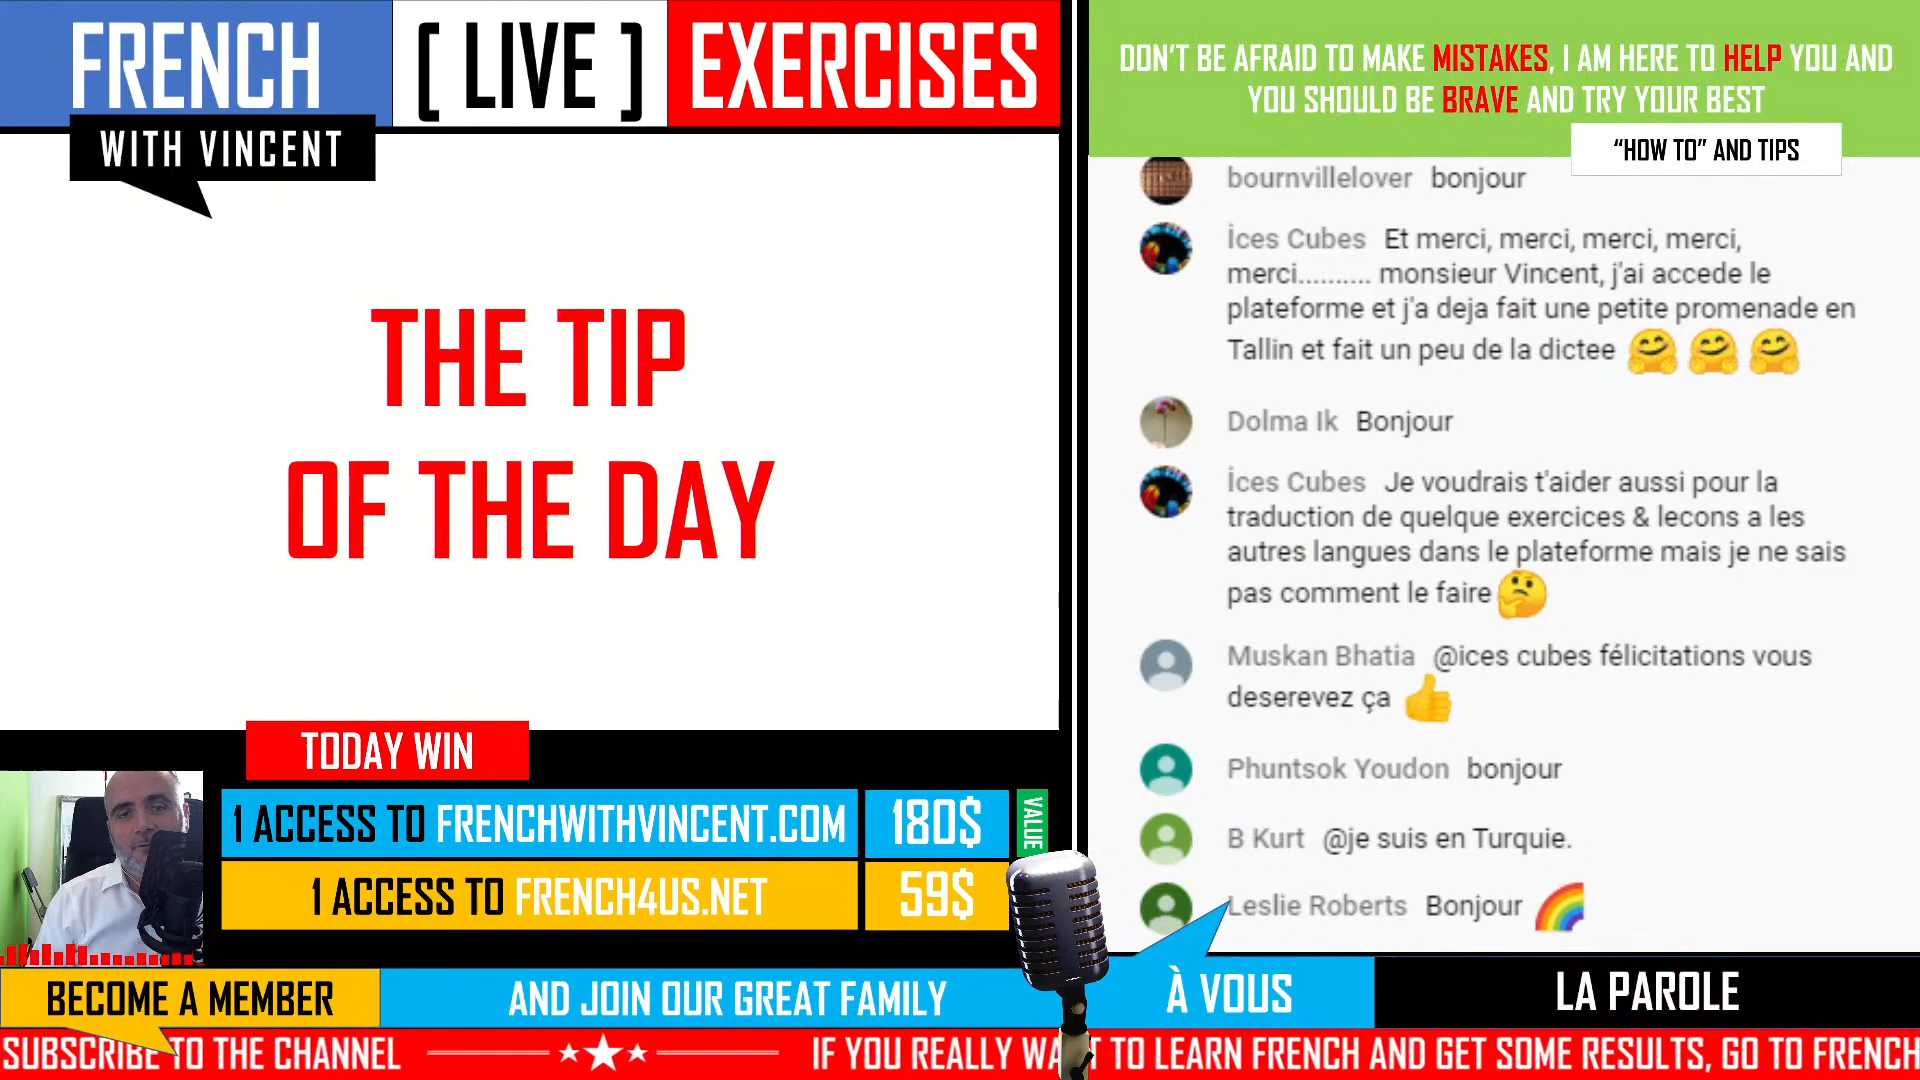 FRENCH [ LIVE ] EXERCISES
WITH VINCENT
THE TIP
OF THE DAY
TODAY WIN
1 ACCESS TO FRENCHWITHVINCENT.COM 180$
VALUE
1 ACCESS TO FRENCH4US.NET 59$
BECOME A MEMBER AND JOIN OUR GREAT FAMILY
DON'T BE AFRAID TO MAKE MISTAKES, I AM HERE TO HELP YOU AND
YOU SHOULD BE BRAVE AND TRY YOUR BEST
“HOW TO” AND TIPS
bournvillelover bonjour
İces Cubes Et merci, merci, merci, merci,
merci.......... monsieur Vincent, j'ai accede le
plateforme et j'a deja fait une petite promenade en
Tallin et fait un peu de la dictee 🤗 🤗 🤗
Dolma Ik Bonjour
İces Cubes Je voudrais t'aider aussi pour la
traduction de quelque exercices & lecons a les
autres langues dans le plateforme mais je ne sais
pas comment le faire 🤔
Muskan Bhatia @ices cubes félicitations vous
deserevez ça 👍
Phuntsok Youdon bonjour
B Kurt @je suis en Turquie.
Leslie Roberts Bonjour 🌈
À VOUS LA PAROLE
SUBSCRIBE TO THE CHANNEL IF YOU REALLY WANT TO LEARN FRENCH AND GET SOME RESULTS, GO TO FRENCH